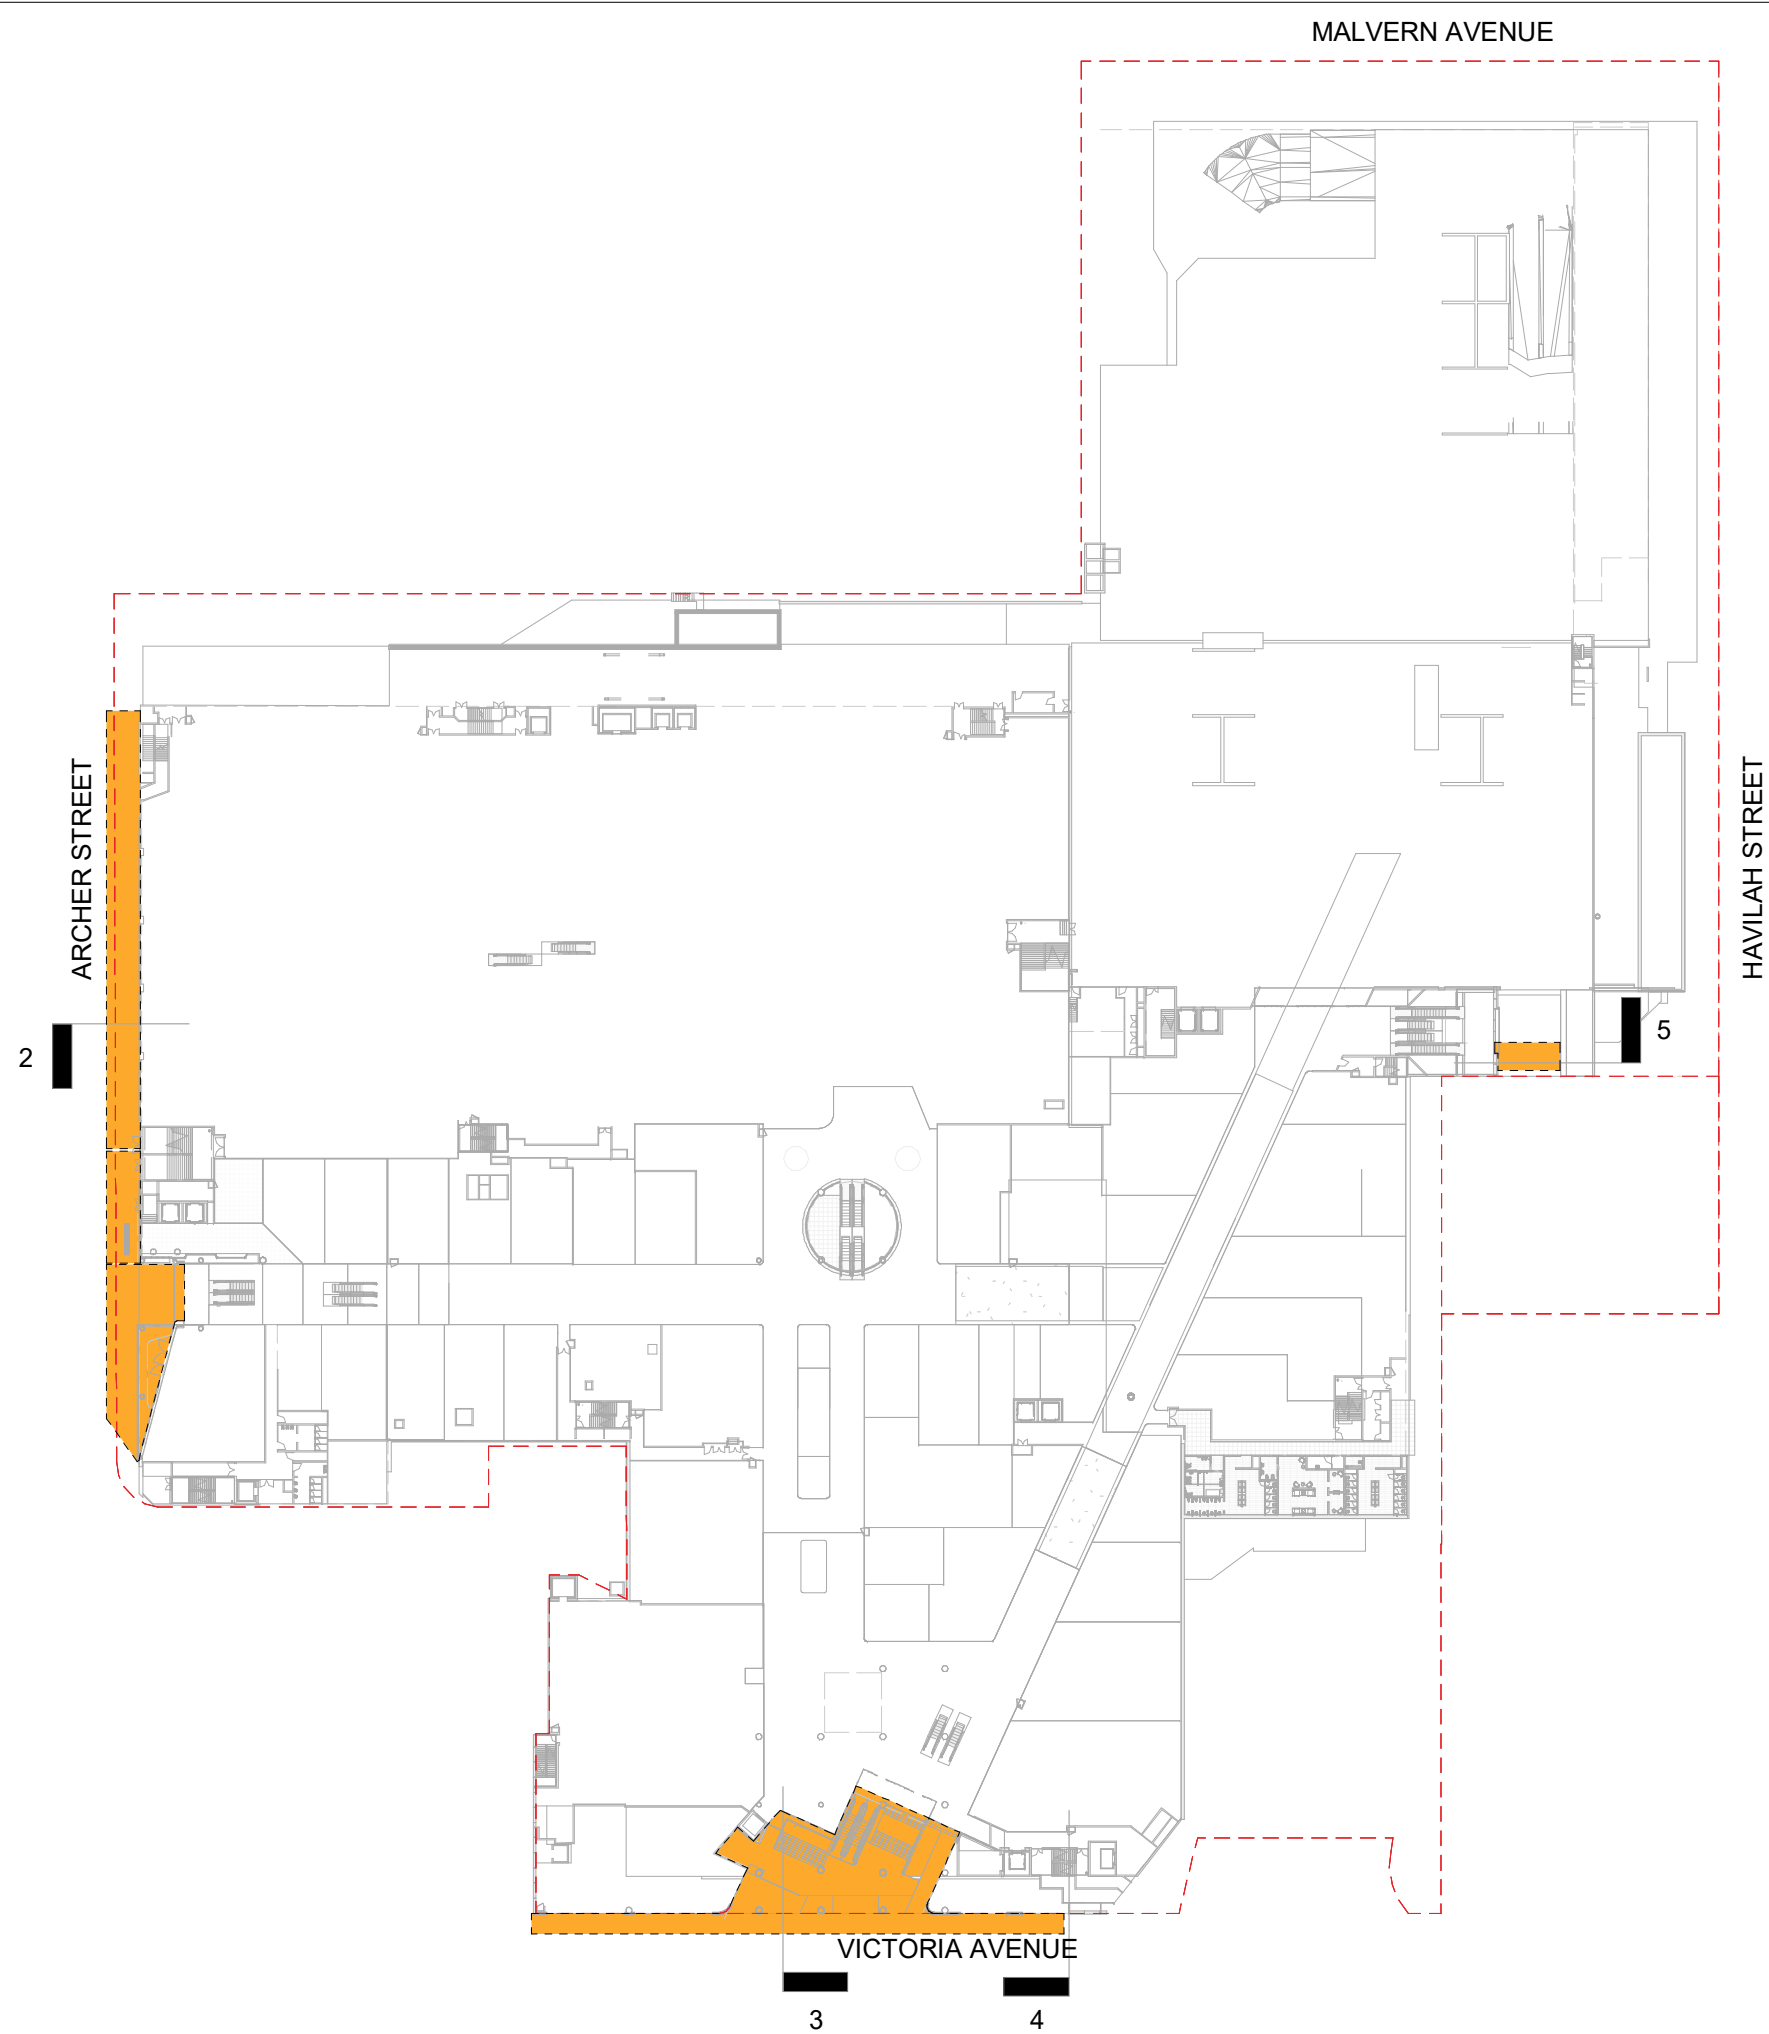 MALVERN AVENUE
ARCHER STREET
HAVILAH STREET
2
5
VICTORIA AVENUE
3
4